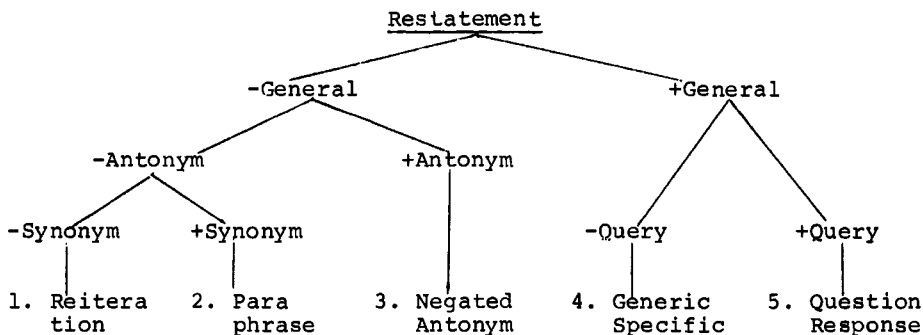 Restatement
-General +General
-Antonym +Antonym
-Synonym +Synonym -Query +Query
1. Reitera 2. Para 3. Negated 4. Generic 5. Question
tion phrase Antonym Specific Response